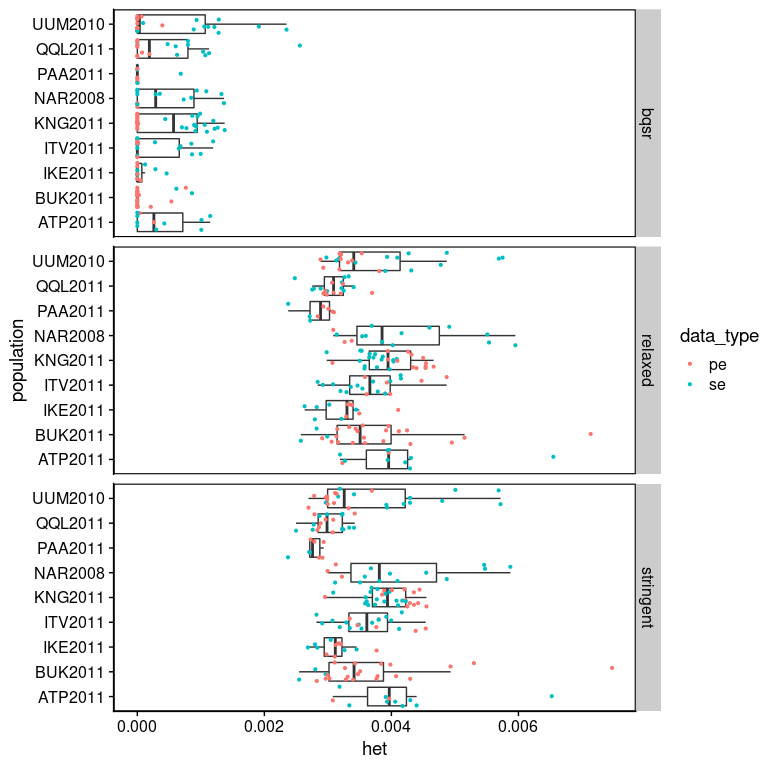 UUM2010
QQL2011
PAA2011
NAR2008
KNG2011
ITV2011
IKE2011
BUK2011
ATP2011
bqsr
UUM2010
QQL2011
PAA2011
NAR2008
KNG2011
ITV2011
IKE2011
BUK2011
ATP2011
relaxed
UUM2010
QQL2011
PAA2011
NAR2008
KNG2011
ITV2011
IKE2011
BUK2011
ATP2011
stringent
population
0.000 0.002 0.004 0.006
het
data_type
pe
se